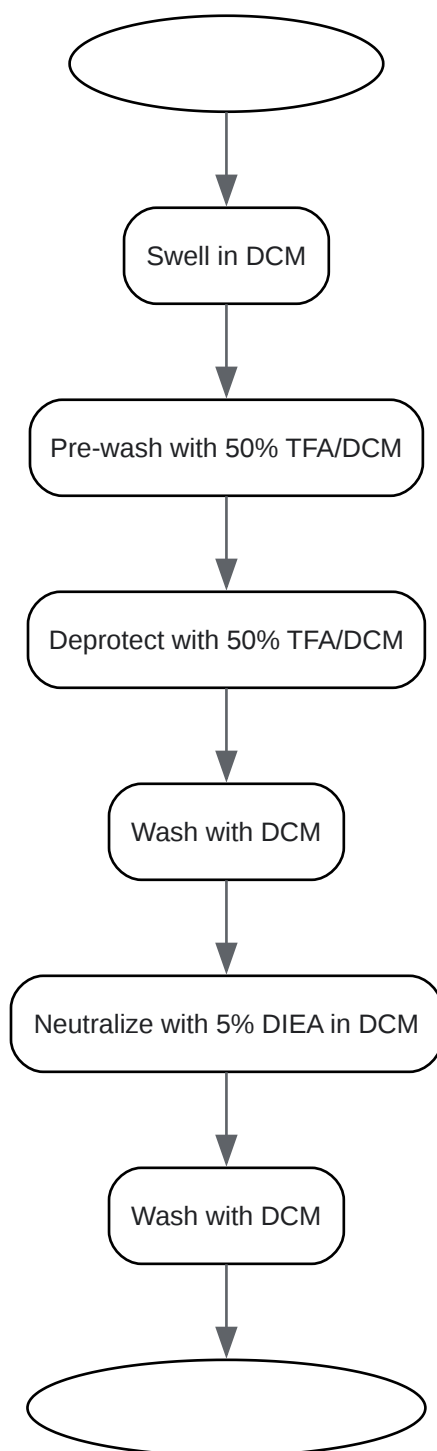 Swell in DCM
Pre-wash with 50% TFA/DCM
Deprotect with 50% TFA/DCM
Wash with DCM
Neutralize with 5% DIEA in DCM
Wash with DCM